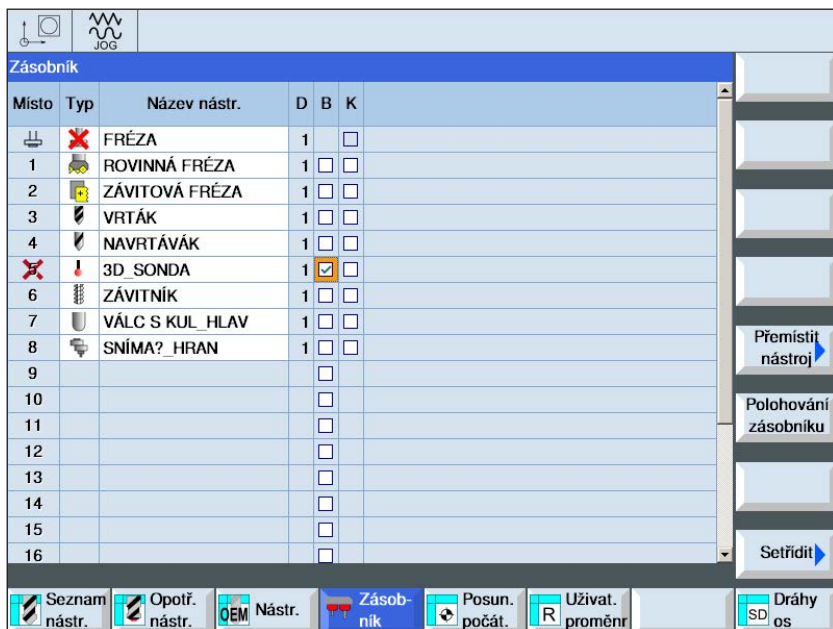 JOG
Zásobník
Místo Typ Název nástr. D B K
FRÉZA 1
1 ROVINNÁ FRÉZA 1
2 ZÁVITOVÁ FRÉZA 1
3 VRTÁK 1
4 NAVRTÁVÁK 1
5 3D_SONDA 1
6 ZÁVITNÍK 1
7 VÁLC S KUL_HLAV 1
8 SNÍMA?_HRAN 1
9
10
11
12
13
14
15
16
Přemístit
nástroj
Polohování
zásobníku
Setřídit
Seznam
nástr.
Opotř.
nástr.
OEM Nástr.
Zásob-
ník
Posun.
počát.
R Uživat.
proměnr
SD Dráhy
os